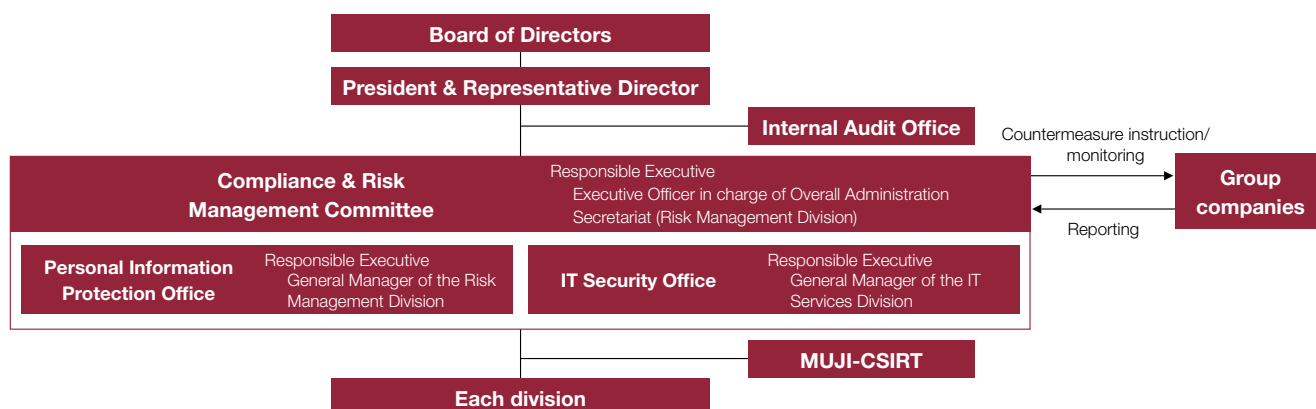 Board of Directors
President & Representative Director
Internal Audit Office
Countermeasure instruction/
monitoring
Compliance & Risk
Management Committee
Responsible Executive
Executive Officer in charge of Overall Administration
Secretariat (Risk Management Division)
Group
companies
Reporting
Personal Information
Protection Office
Responsible Executive
General Manager of the Risk
Management Division
IT Security Office
Responsible Executive
General Manager of the IT
Services Division
MUJI-CSIRT
Each division